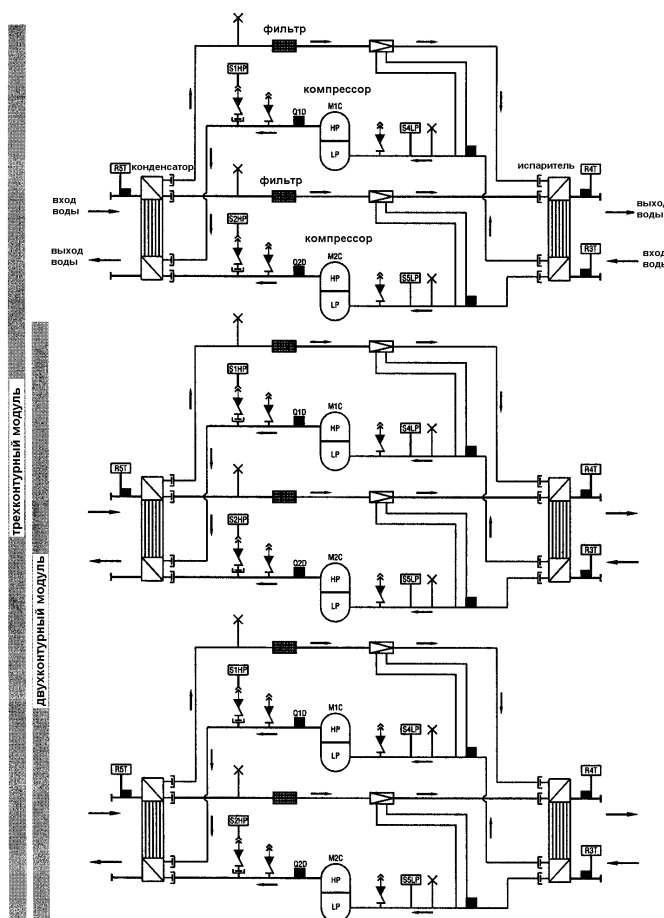 фильтр
S1HP
компрессор
Q1D
M1C
HP
S4LP
LP
R5T
конденсатор
испаритель
R4T
фильтр
вход
воды
выход
воды
S2HP
компрессор
выход
воды
Q2D
M2C
HP
S5LP
LP
R3T
вход
воды
трехконтурный модуль
двухконтурный модуль
S1HP
Q1D
M1C
HP
S4LP
LP
R5T
R4T
S2HP
Q2D
M2C
HP
S5LP
LP
R3T
S1HP
Q1D
M1C
HP
S4LP
LP
R5T
R4T
S2HP
Q2D
M2C
HP
S5LP
LP
R3T